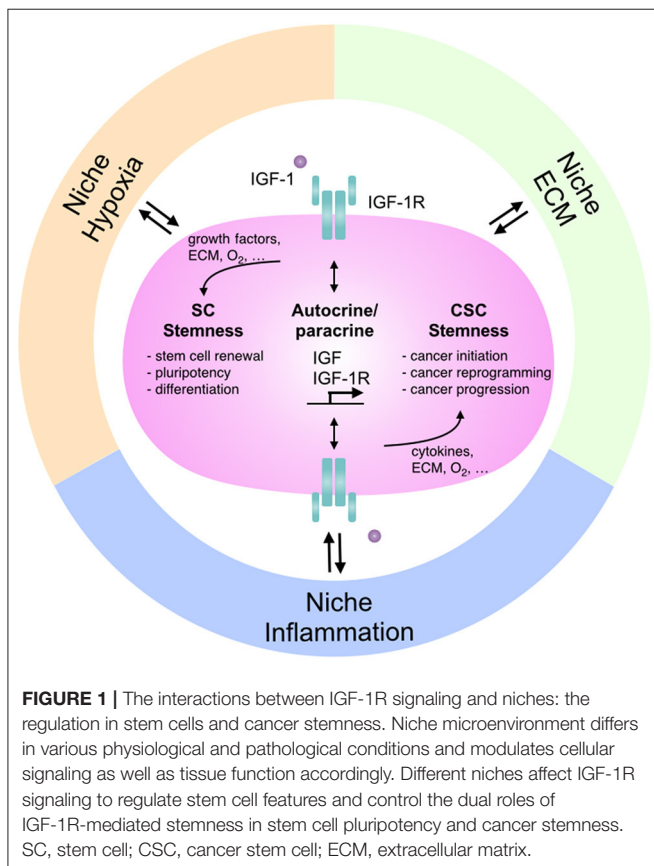 Niche
Hypoxia
Niche
ECM
IGF-1
IGF-1R
growth factors,
ECM, O₂, ...
SC
Stemness
- stem cell renewal
- pluripotency
- differentiation
Autocrine/
paracrine
IGF
IGF-1R
CSC
Stemness
- cancer initiation
- cancer reprogramming
- cancer progression
cytokines,
ECM, O₂, ...
Niche
Inflammation
FIGURE 1 | The interactions between IGF-1R signaling and niches: the
regulation in stem cells and cancer stemness. Niche microenvironment differs
in various physiological and pathological conditions and modulates cellular
signaling as well as tissue function accordingly. Different niches affect IGF-1R
signaling to regulate stem cell features and control the dual roles of
IGF-1R-mediated stemness in stem cell pluripotency and cancer stemness.
SC, stem cell; CSC, cancer stem cell; ECM, extracellular matrix.